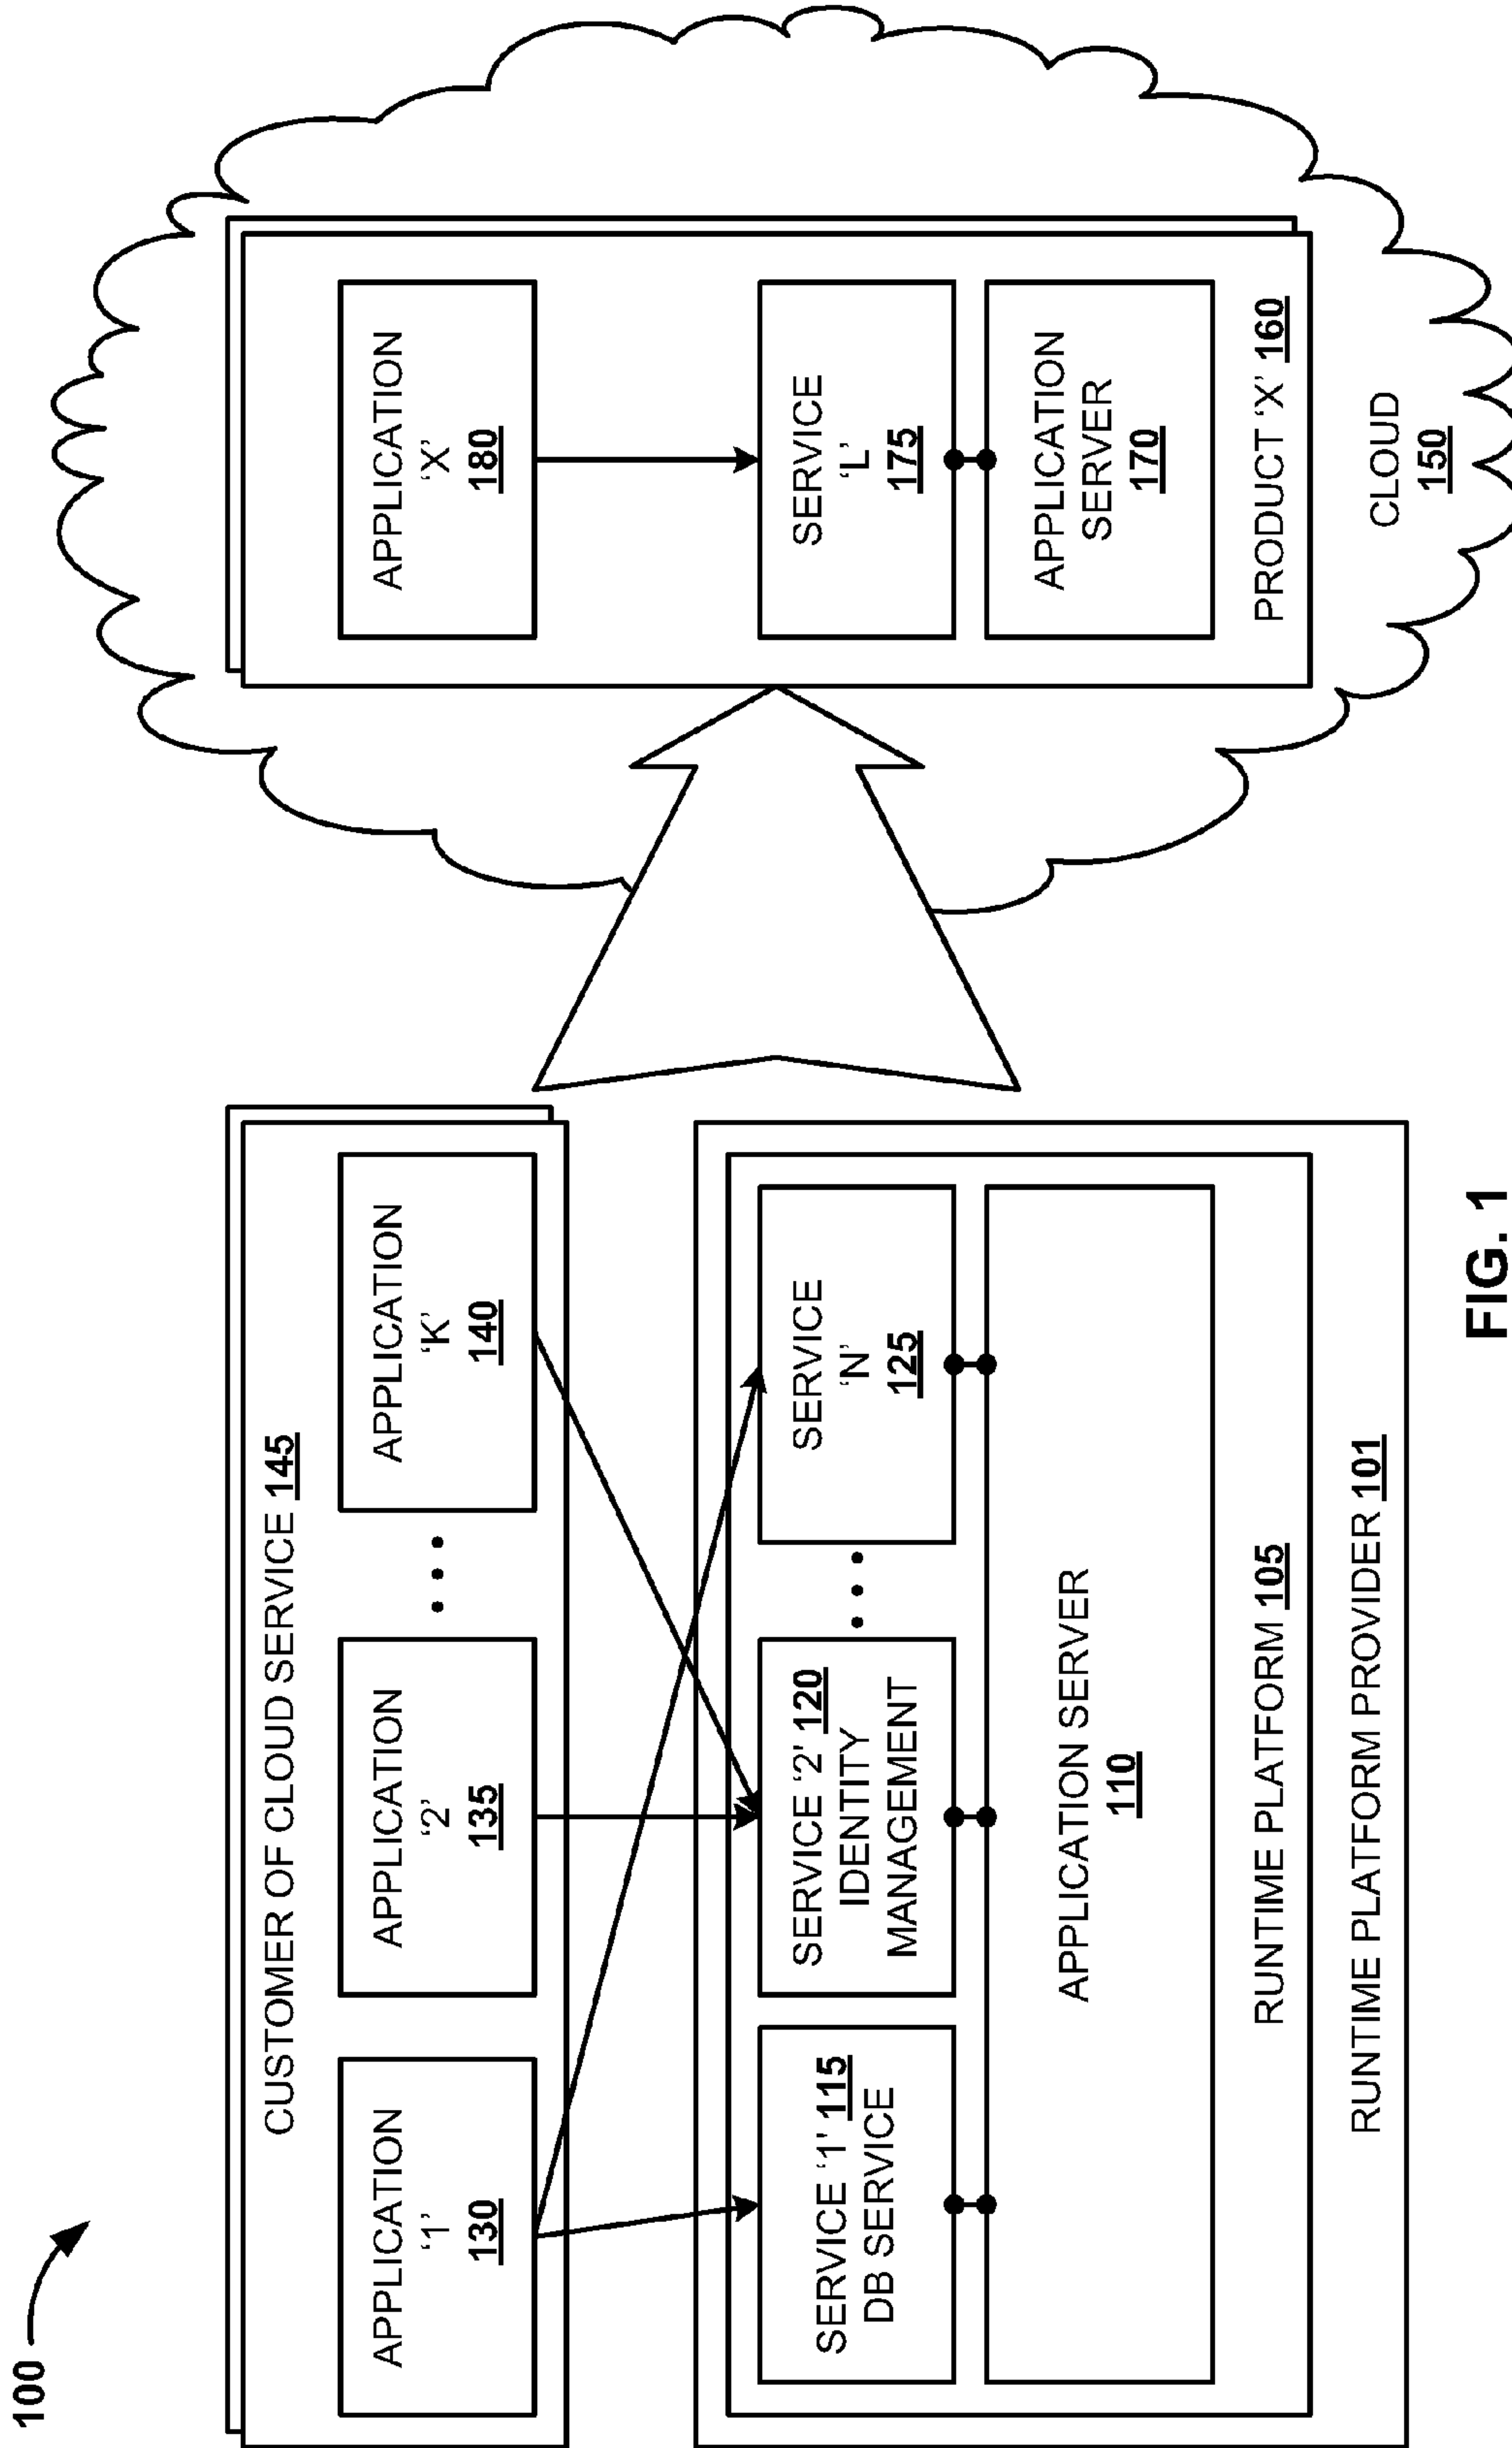 100
CUSTOMER OF CLOUD SERVICE 145
APPLICATION
‘1’
130
APPLICATION
‘2’
135
• • •
APPLICATION
‘K’
140
SERVICE ‘1’ 115
DB SERVICE
SERVICE ‘2’ 120
IDENTITY
MANAGEMENT
• • •
SERVICE
‘N’
125
APPLICATION SERVER
110
RUNTIME PLATFORM 105
RUNTIME PLATFORM PROVIDER 101
APPLICATION
‘X’
180
SERVICE
‘L’
175
APPLICATION
SERVER
170
PRODUCT ‘X’ 160
CLOUD
150
FIG. 1